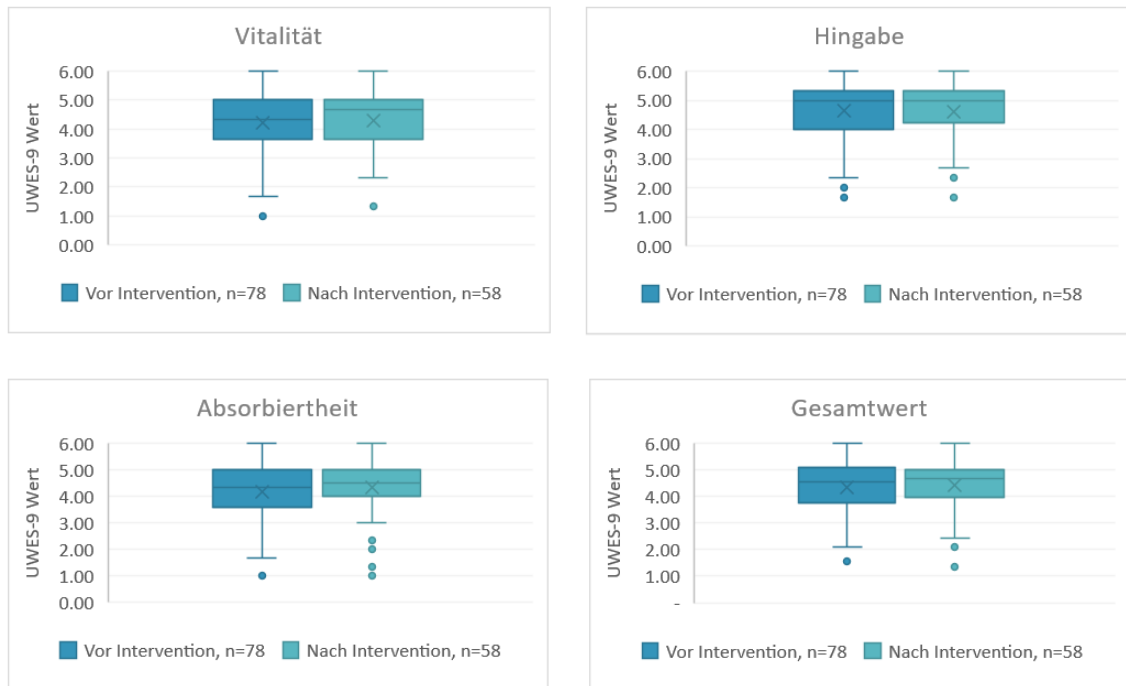 Vitalität
UWES-9 Wert
6.00
5.00
4.00
3.00
2.00
1.00
0.00
Vor Intervention, n=78 Nach Intervention, n=58
Hingabe
UWES-9 Wert
6.00
5.00
4.00
3.00
2.00
1.00
0.00
Vor Intervention, n=78 Nach Intervention, n=58
Absorbiertheit
UWES-9 Wert
6.00
5.00
4.00
3.00
2.00
1.00
0.00
Vor Intervention, n=78 Nach Intervention, n=58
Gesamtwert
UWES-9 Wert
6.00
5.00
4.00
3.00
2.00
1.00
-
Vor Intervention, n=78 Nach Intervention, n=58